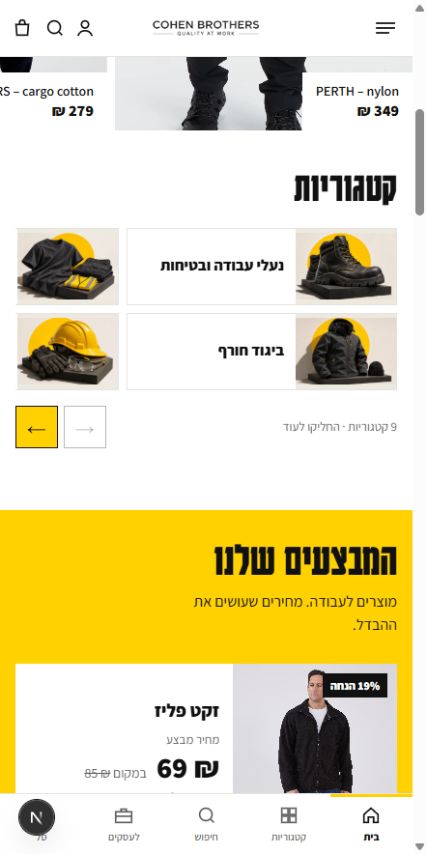 COHEN BROTHERS
QUALITY AT WORK
PERTH – nylon
349 ₪
RS – cargo cotton
279 ₪
קטגוריות
נעלי עבודה ובטיחות
ביגוד חורף
9 קטגוריות · החליקו לעוד
המבצעים שלנו
מוצרים לעבודה. מחירים שעושים את
ההבדל.
19% הנחה
זקט פליז
מחיר מבצע
69 ₪ במקום 85 ₪
בית
קטגוריות
חיפוש
לעסקים
סל
N